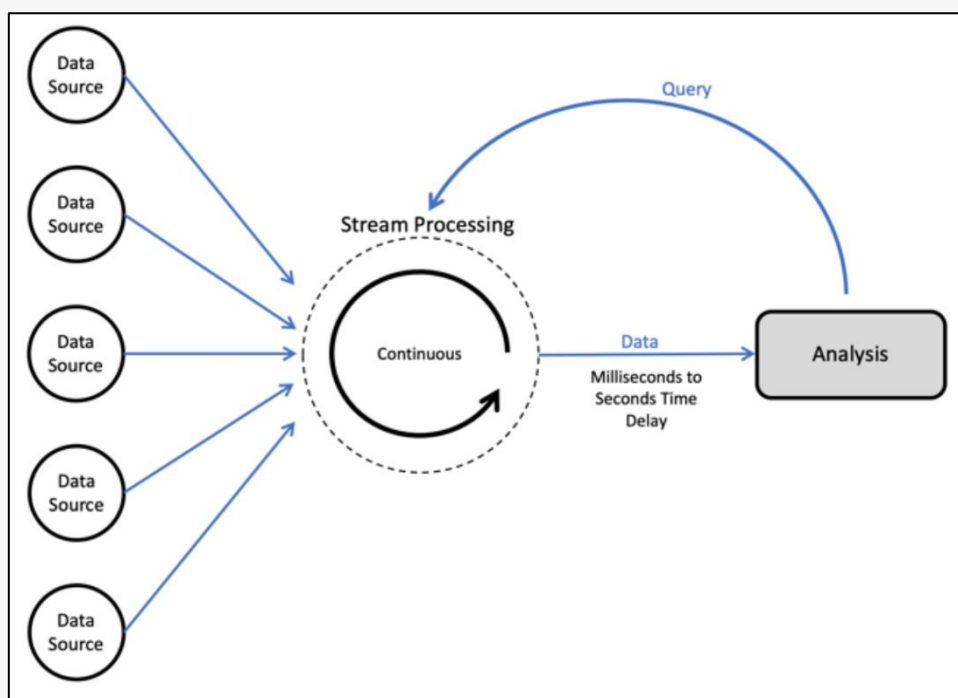 Data
Source
Data
Source
Data
Source
Data
Source
Data
Source
Query
Stream Processing
Continuous
Data
Milliseconds to
Seconds Time
Delay
Analysis